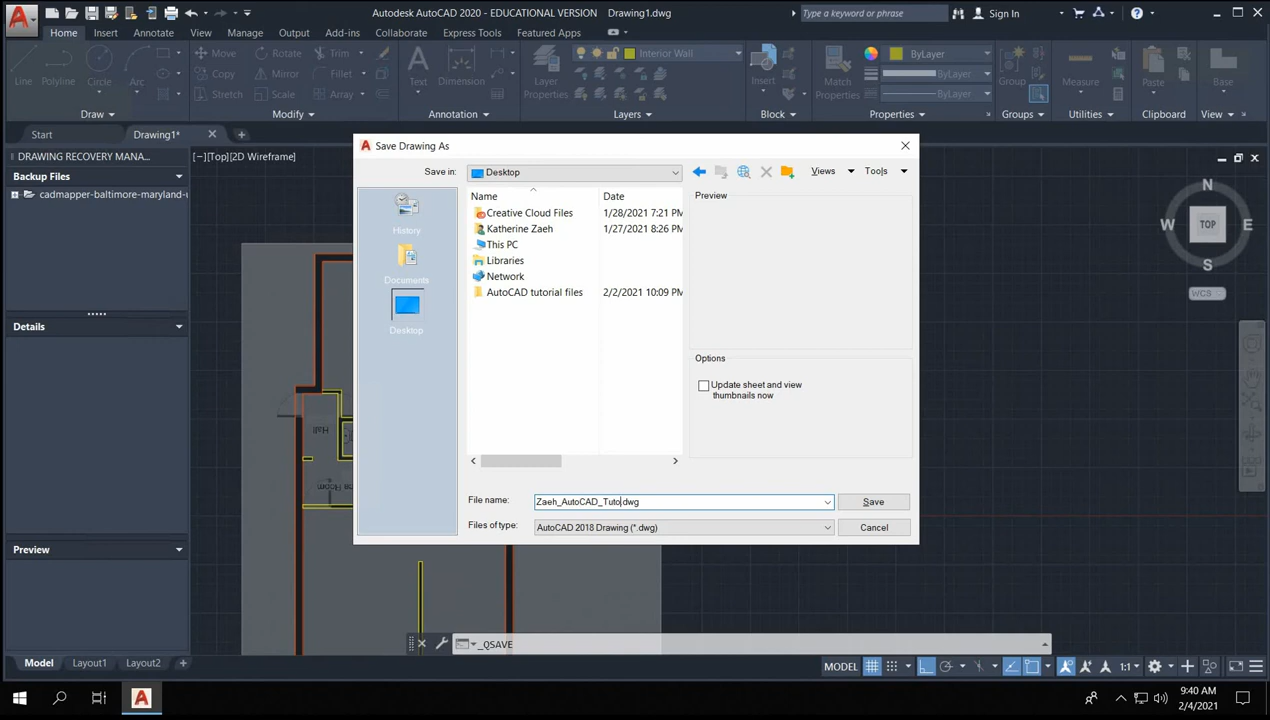 Autodesk AutoCAD 2020 - EDUCATIONAL VERSION Drawing1.dwg
Type a keyword or phrase
Sign In
Home Insert Annotate View Manage Output Add-ins Collaborate Express Tools Featured Apps
Line Polyline Circle Arc
Move Rotate Trim
Copy Mirror Fillet
Stretch Scale Array
Text Dimension
Layer Properties
Interior Wall
Insert
Match Properties
ByLayer
ByLayer
ByLayer
Group
Measure
Paste
Base
Draw Modify Annotation Layers Block Properties Groups Utilities Clipboard View
Start Drawing1*
DRAWING RECOVERY MANA...
[−][Top][2D Wireframe]
Backup Files
cadmapper-baltimore-maryland-u
Details
Preview
Save Drawing As
Save in: Desktop
Views Tools
History
Documents
Desktop
Name Date
Creative Cloud Files 1/28/2021 7:21 PM
Katherine Zaeh 1/27/2021 8:26 PM
This PC
Libraries
Network
AutoCAD tutorial files 2/2/2021 10:09 PM
Preview
Options
Update sheet and view
thumbnails now
File name: Zaeh_AutoCAD_Tuto.dwg
Save
Files of type: AutoCAD 2018 Drawing (*.dwg)
Cancel
N
W TOP E
S
WCS
Hall
_QSAVE
Model Layout1 Layout2
MODEL
1:1
9:40 AM
2/4/2021